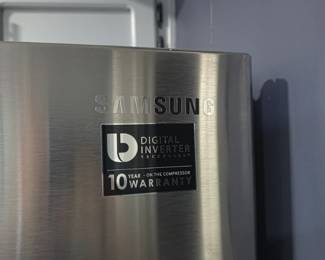 SAMSUNG
DIGITAL
INVERTER
TECHNOLOGY
10 YEAR - ON THE COMPRESSOR
WARRANTY